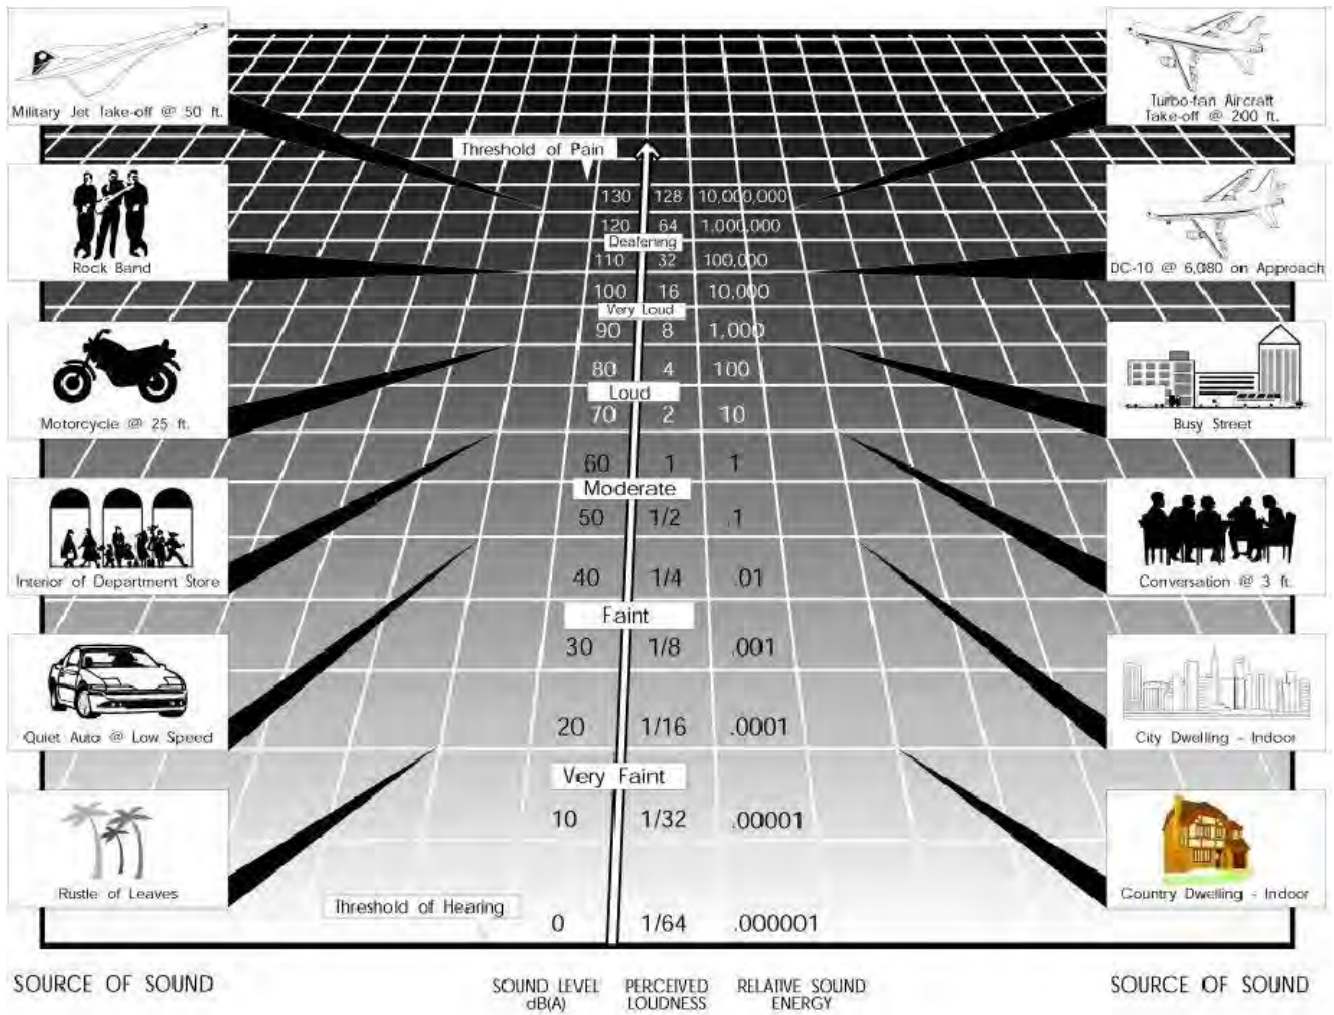 Military Jet Take-off @ 50 ft.
Turbo-fan Aircraft
Take-off @ 200 ft.
Threshold of Pain
130 128 10,000,000
120 64 1,000,000
Deafening
Rock Band
110 32 100,000
DC-10 @ 6,080 on Approach
100 16 10,000
Very Loud
90 8 1,000
80 4 100
Loud
70 2 10
Motorcycle @ 25 ft.
Busy Street
60 1 1
Moderate
50 1/2 .1
40 1/4 .01
Interior of Department Store
Conversation @ 3 ft.
Faint
30 1/8 .001
20 1/16 .0001
Quiet Auto @ Low Speed
City Dwelling - Indoor
Very Faint
10 1/32 .00001
Rustle of Leaves
Country Dwelling - Indoor
Threshold of Hearing
0 1/64 .000001
SOURCE OF SOUND
SOUND LEVEL
dB(A)
PERCEIVED
LOUDNESS
RELATIVE SOUND
ENERGY
SOURCE OF SOUND